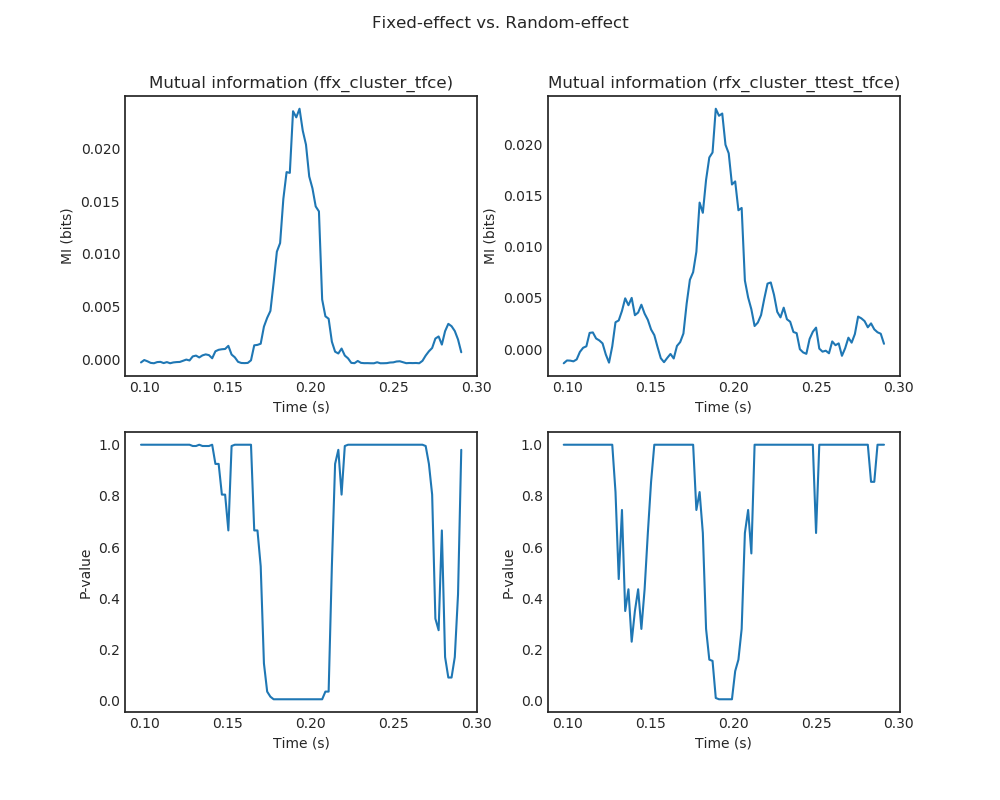 Fixed-effect vs. Random-effect
Mutual information (ffx_cluster_tfce)
MI (bits)
0.020
0.015
0.010
0.005
0.000
0.10 0.15 0.20 0.25 0.30
Time (s)
Mutual information (rfx_cluster_ttest_tfce)
MI (bits)
0.020
0.015
0.010
0.005
0.000
0.10 0.15 0.20 0.25 0.30
Time (s)
P-value
1.0
0.8
0.6
0.4
0.2
0.0
0.10 0.15 0.20 0.25 0.30
Time (s)
P-value
1.0
0.8
0.6
0.4
0.2
0.0
0.10 0.15 0.20 0.25 0.30
Time (s)